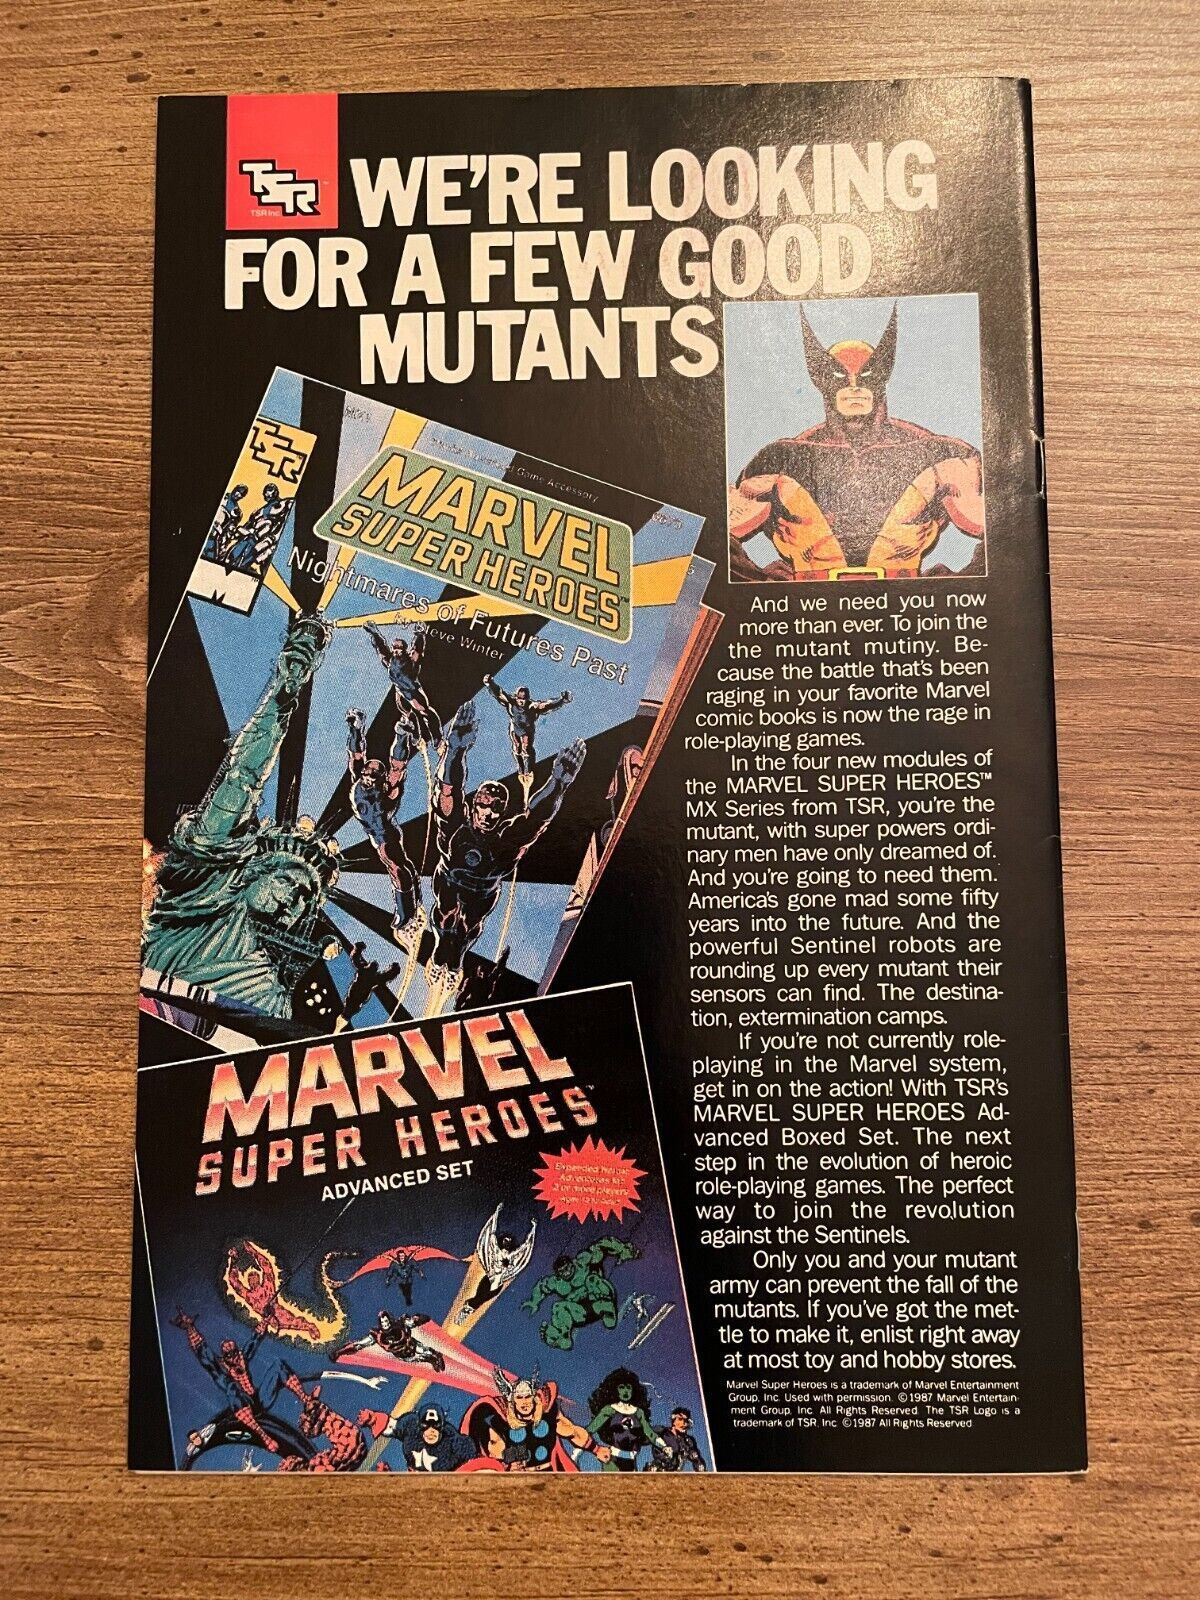 TSR
TSR Inc.
WE'RE LOOKING
FOR A FEW GOOD
MUTANTS
TSR
Game Accessory
MARVEL
SUPER HEROES™
Nightmares of Futures Past
by Steve Winter
M
MARVEL
SUPER HEROES™
ADVANCED SET
And we need you now
more than ever. To join the
the mutant mutiny. Be-
cause the battle that's been
raging in your favorite Marvel
comic books is now the rage in
role-playing games.
In the four new modules of
the MARVEL SUPER HEROES™
MX Series from TSR, you're the
mutant, with super powers ordi-
nary men have only dreamed of.
And you're going to need them.
America's gone mad some fifty
years into the future. And the
powerful Sentinel robots are
rounding up every mutant their
sensors can find. The destina-
tion, extermination camps.
If you're not currently role-
playing in the Marvel system,
get in on the action! With TSR's
MARVEL SUPER HEROES Ad-
vanced Boxed Set. The next
step in the evolution of heroic
role-playing games. The perfect
way to join the revolution
against the Sentinels.
Only you and your mutant
army can prevent the fall of the
mutants. If you've got the met-
tle to make it, enlist right away
at most toy and hobby stores.
Marvel Super Heroes is a trademark of Marvel Entertainment
Group, Inc. Used with permission. ©1987 Marvel Entertain-
ment Group, Inc. All Rights Reserved. The TSR Logo is a
trademark of TSR, Inc. ©1987 All Rights Reserved.